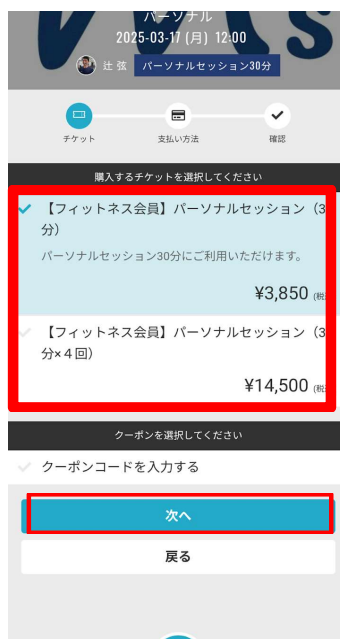 パーソナル
2025-03-17 (月) 12:00
辻 弦 パーソナルセッション30分
チケット 支払い方法 確認
購入するチケットを選択してください
【フィットネス会員】パーソナルセッション（3
分）
パーソナルセッション30分にご利用いただけます。
¥3,850 (税
【フィットネス会員】パーソナルセッション（3
分×４回）
¥14,500 (税
クーポンを選択してください
クーポンコードを入力する
次へ
戻る